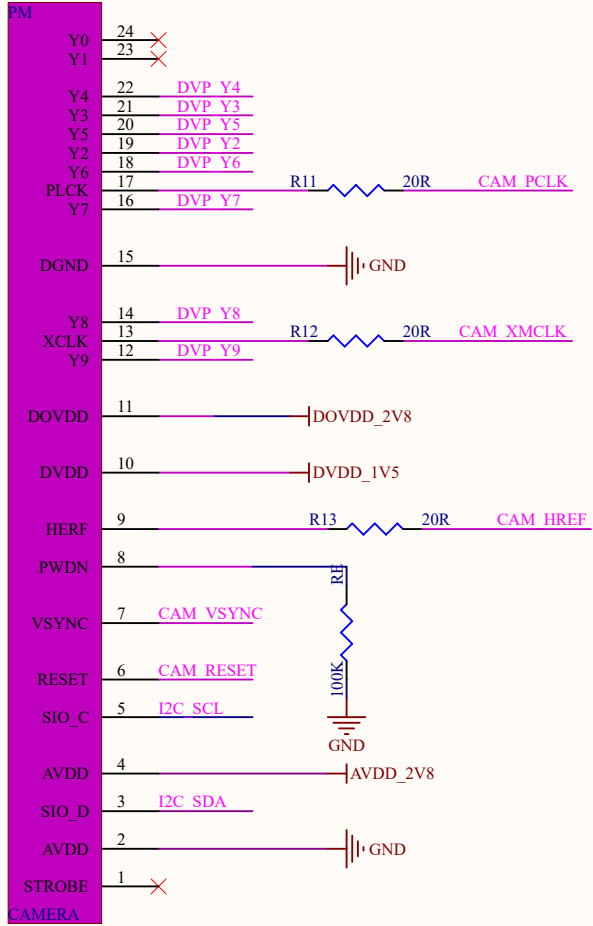 PM
Y0 24
Y1 23
Y4 22 DVP_Y4
Y3 21 DVP_Y3
Y5 20 DVP_Y5
Y2 19 DVP_Y2
Y6 18 DVP_Y6
PLCK 17 R11 20R CAM_PCLK
Y7 16 DVP_Y7
DGND 15 GND
Y8 14 DVP_Y8
XCLK 13 R12 20R CAM_XMCLK
Y9 12 DVP_Y9
DOVDD 11 DOVDD_2V8
DVDD 10 DVDD_1V5
HERF 9 R13 20R CAM_HREF
PWDN 8
RE
VSYNC 7 CAM_VSYNC
100K
RESET 6 CAM_RESET
SIO_C 5 I2C_SCL
GND
AVDD 4 AVDD_2V8
SIO_D 3 I2C_SDA
AVDD 2 GND
STROBE 1
CAMERA